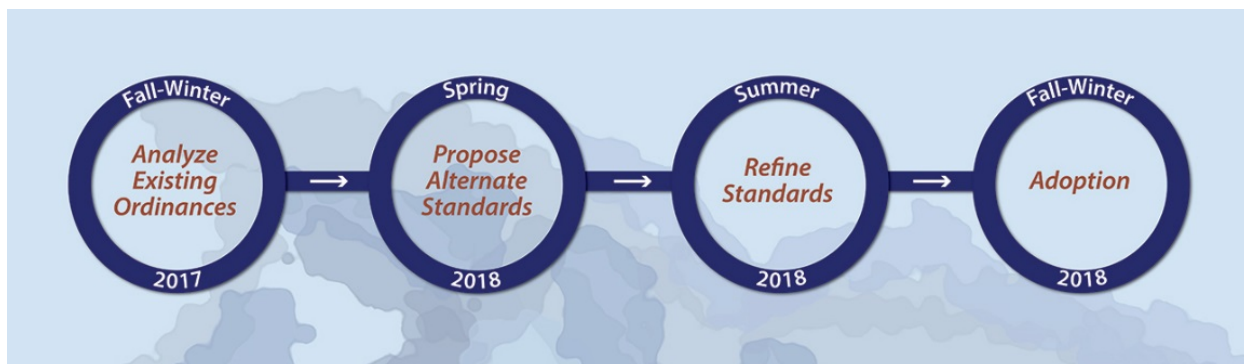 Fall-Winter
Analyze
Existing
Ordinances
2017
Spring
Propose
Alternate
Standards
2018
Summer
Refine
Standards
2018
Fall-Winter
Adoption
2018